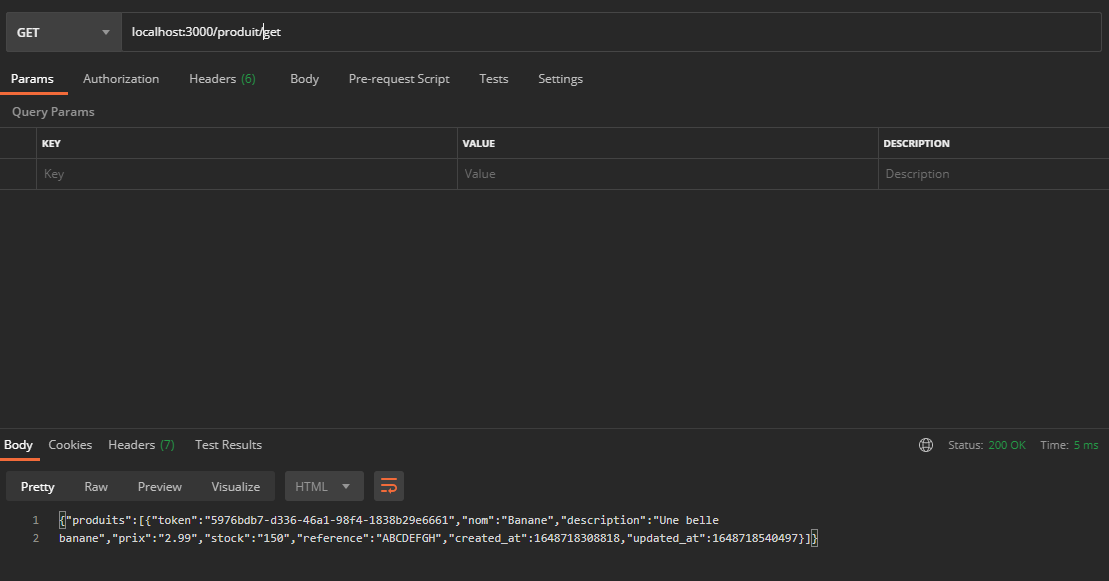 GET localhost:3000/produit/get
Params Authorization Headers (6) Body Pre-request Script Tests Settings
Query Params
KEY VALUE DESCRIPTION
Key Value Description
Body Cookies Headers (7) Test Results Status: 200 OK Time: 5 ms
Pretty Raw Preview Visualize HTML
1 {"produits":[{"token":"5976bdb7-d336-46a1-98f4-1838b29e6661","nom":"Banane","description":"Une belle
2 banane","prix":"2.99","stock":"150","reference":"ABCDEFGH","created_at":1648718308818,"updated_at":1648718540497}]}